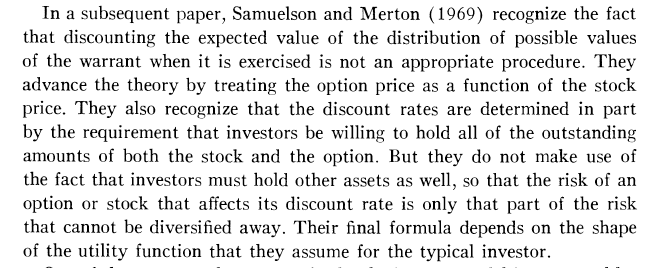 In a subsequent paper, Samuelson and Merton (1969) recognize the fact
that discounting the expected value of the distribution of possible values
of the warrant when it is exercised is not an appropriate procedure. They
advance the theory by treating the option price as a function of the stock
price. They also recognize that the discount rates are determined in part
by the requirement that investors be willing to hold all of the outstanding
amounts of both the stock and the option. But they do not make use of
the fact that investors must hold other assets as well, so that the risk of an
option or stock that affects its discount rate is only that part of the risk
that cannot be diversified away. Their final formula depends on the shape
of the utility function that they assume for the typical investor.